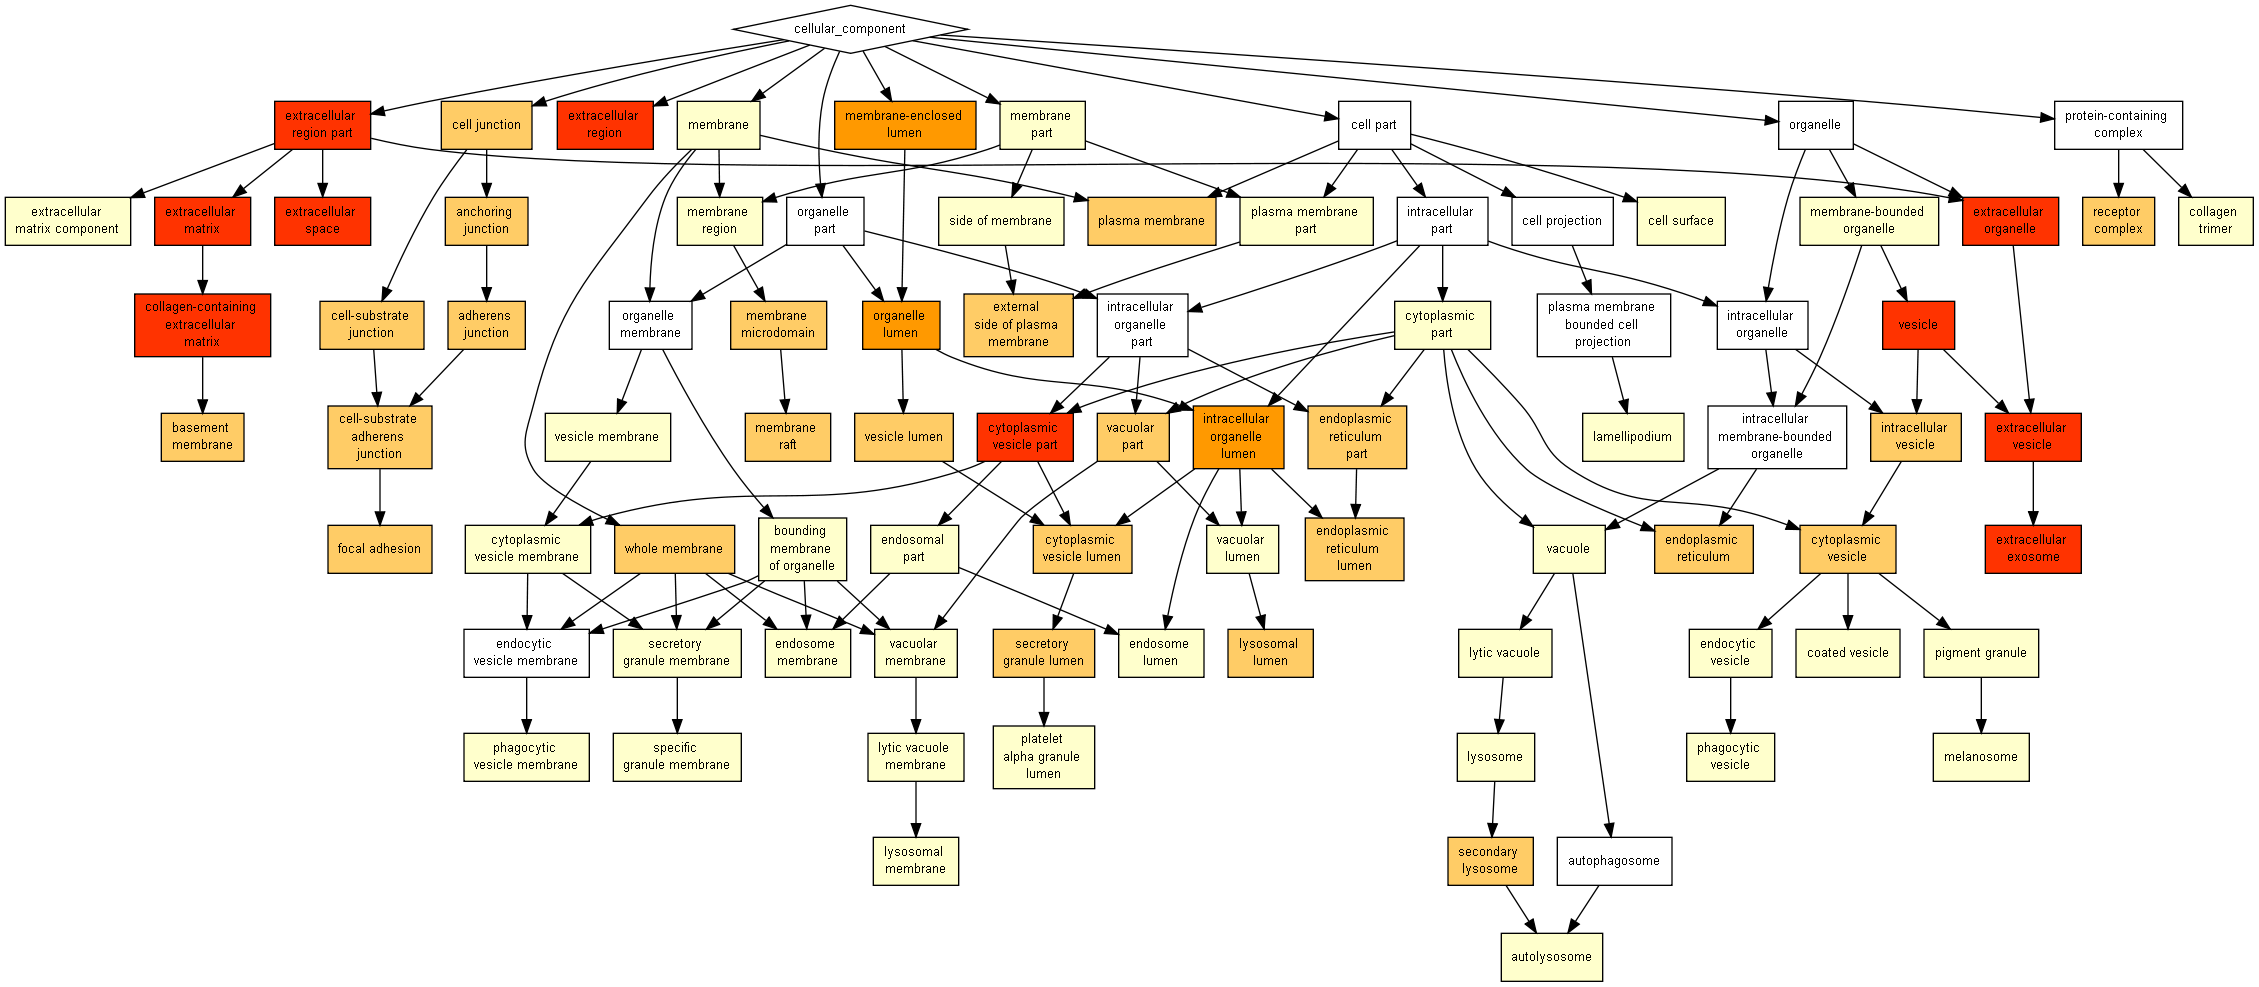 cellular_component
extracellular
region part
cell junction
extracellular
region
membrane
membrane-enclosed
lumen
membrane
part
cell part
organelle
protein-containing
complex
extracellular
matrix component
extracellular
matrix
extracellular
space
anchoring
junction
membrane
region
organelle
part
side of membrane
plasma membrane
plasma membrane
part
intracellular
part
cell projection
cell surface
membrane-bounded
organelle
extracellular
organelle
receptor
complex
collagen
trimer
collagen-containing
extracellular
matrix
cell-substrate
junction
adherens
junction
organelle
membrane
membrane
microdomain
organelle
lumen
external
side of plasma
membrane
intracellular
organelle
part
cytoplasmic
part
plasma membrane
bounded cell
projection
intracellular
organelle
vesicle
basement
membrane
cell-substrate
adherens
junction
vesicle membrane
membrane
raft
vesicle lumen
cytoplasmic
vesicle part
vacuolar
part
intracellular
organelle
lumen
endoplasmic
reticulum
part
lamellipodium
intracellular
membrane-bounded
organelle
intracellular
vesicle
extracellular
vesicle
focal adhesion
cytoplasmic
vesicle membrane
whole membrane
bounding
membrane
of organelle
endosomal
part
cytoplasmic
vesicle lumen
vacuolar
lumen
endoplasmic
reticulum
lumen
vacuole
endoplasmic
reticulum
cytoplasmic
vesicle
extracellular
exosome
endocytic
vesicle membrane
secretory
granule membrane
endosome
membrane
vacuolar
membrane
secretory
granule lumen
endosome
lumen
lysosomal
lumen
lytic vacuole
endocytic
vesicle
coated vesicle
pigment granule
phagocytic
vesicle membrane
specific
granule membrane
lytic vacuole
membrane
platelet
alpha granule
lumen
lysosome
phagocytic
vesicle
melanosome
lysosomal
membrane
secondary
lysosome
autophagosome
autolysosome